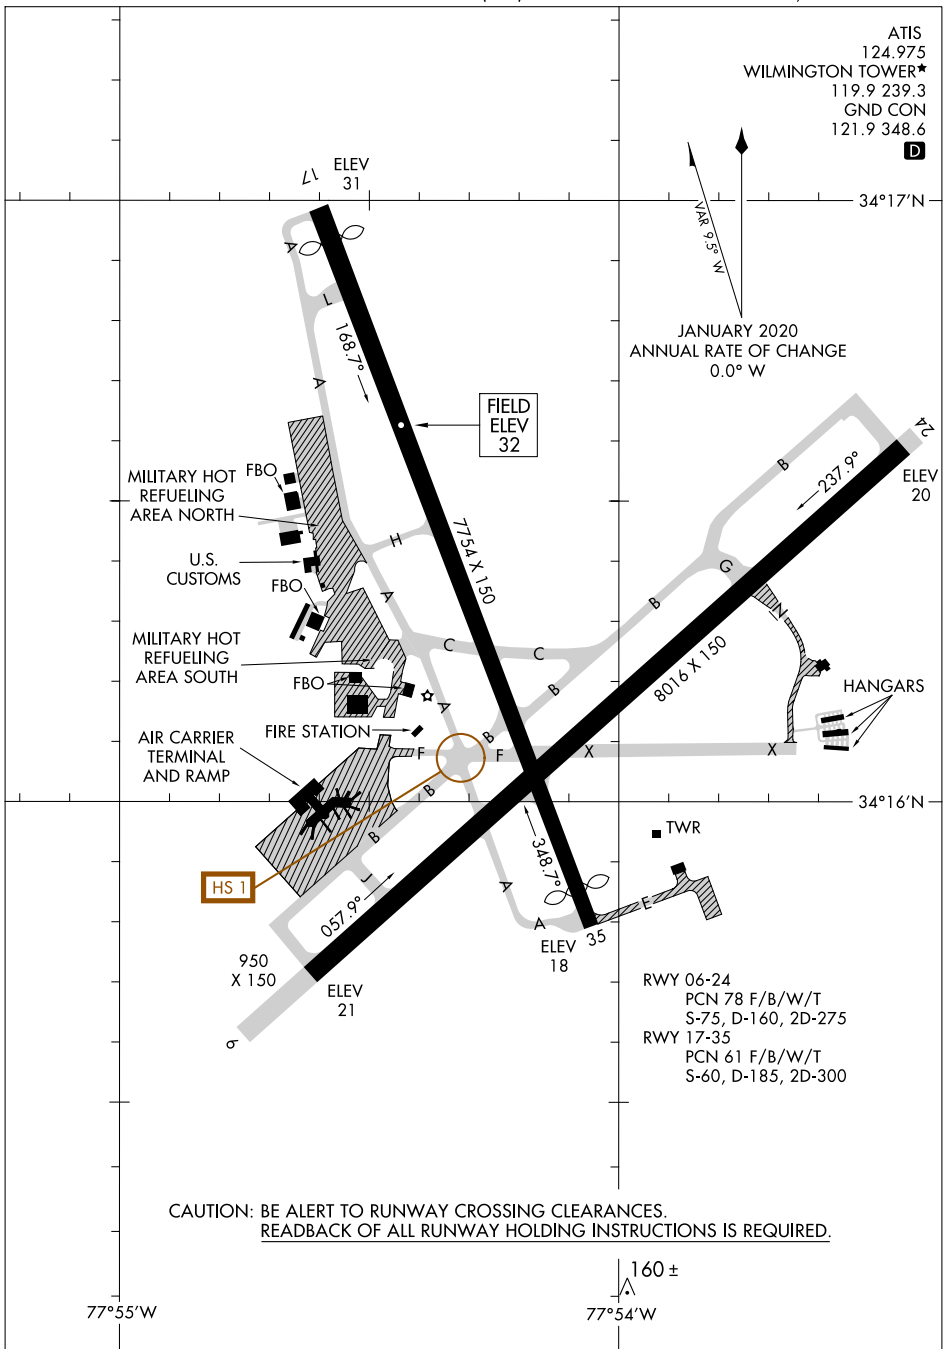 ATIS
124.975
WILMINGTON TOWER★
119.9 239.3
GND CON
121.9 348.6
D
ELEV
31
17
34°17'N
VAR 9.5° W
JANUARY 2020
ANNUAL RATE OF CHANGE
0.0° W
A
L
168.7°
A
FIELD
ELEV
32
24
ELEV
20
B
237.9°
FBO
MILITARY HOT
REFUELING
AREA NORTH
7754 X 150
H
U.S.
CUSTOMS
FBO
A
G
N
B
MILITARY HOT
REFUELING
AREA SOUTH
C
C
8016 X 150
FBO
B
HANGARS
A
FIRE STATION
B
AIR CARRIER
TERMINAL
AND RAMP
F
F
X
X
B
34°16'N
TWR
B
348.7°
HS 1
J
057.9°
A
A
E
35
ELEV
18
950
X 150
ELEV
21
6
RWY 06-24
PCN 78 F/B/W/T
S-75, D-160, 2D-275
RWY 17-35
PCN 61 F/B/W/T
S-60, D-185, 2D-300
CAUTION: BE ALERT TO RUNWAY CROSSING CLEARANCES.
READBACK OF ALL RUNWAY HOLDING INSTRUCTIONS IS REQUIRED.
160 ±
77°55'W
77°54'W